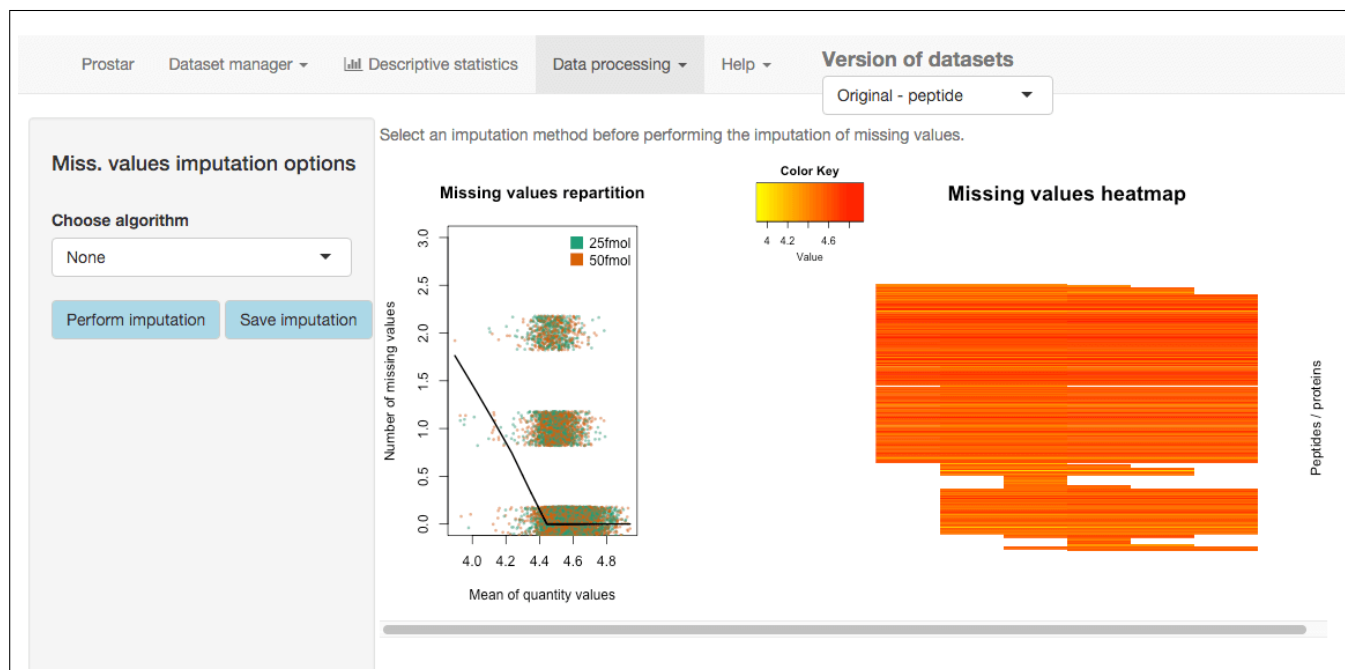 Prostar Dataset manager Descriptive statistics Data processing Help Version of datasets
Original - peptide
Select an imputation method before performing the imputation of missing values.
Miss. values imputation options
Choose algorithm
None
Perform imputation Save imputation
Missing values repartition
25fmol
50fmol
3.0
2.5
2.0
1.5
1.0
0.5
0.0
Number of missing values
4.0 4.2 4.4 4.6 4.8
Mean of quantity values
Color Key
4 4.2 4.6
Value
Missing values heatmap
Peptides / proteins